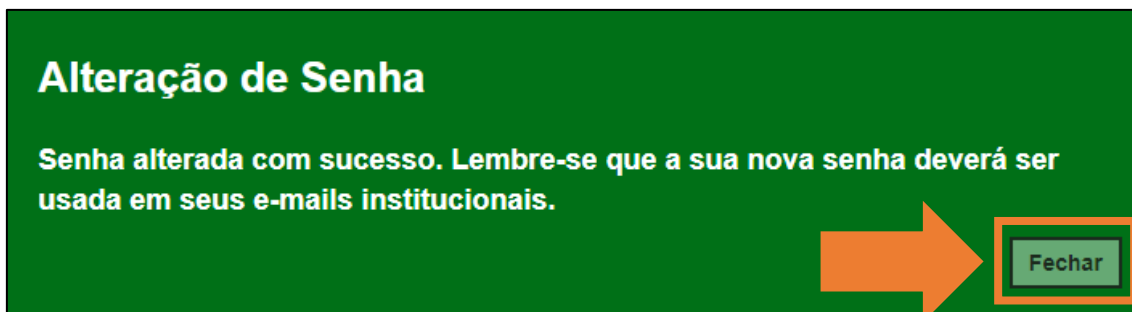 Alteração de Senha
Senha alterada com sucesso. Lembre-se que a sua nova senha deverá ser
usada em seus e-mails institucionais.
Fechar